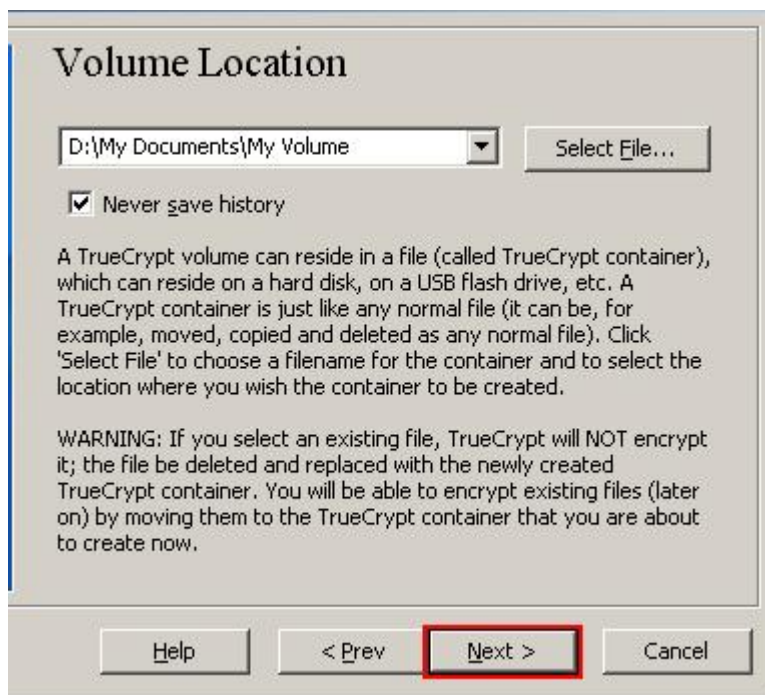 Volume Location
D:\My Documents\My Volume
Select File...
Never save history
A TrueCrypt volume can reside in a file (called TrueCrypt container),
which can reside on a hard disk, on a USB flash drive, etc. A
TrueCrypt container is just like any normal file (it can be, for
example, moved, copied and deleted as any normal file). Click
'Select File' to choose a filename for the container and to select the
location where you wish the container to be created.
WARNING: If you select an existing file, TrueCrypt will NOT encrypt
it; the file be deleted and replaced with the newly created
TrueCrypt container. You will be able to encrypt existing files (later
on) by moving them to the TrueCrypt container that you are about
to create now.
Help
< Prev
Next >
Cancel